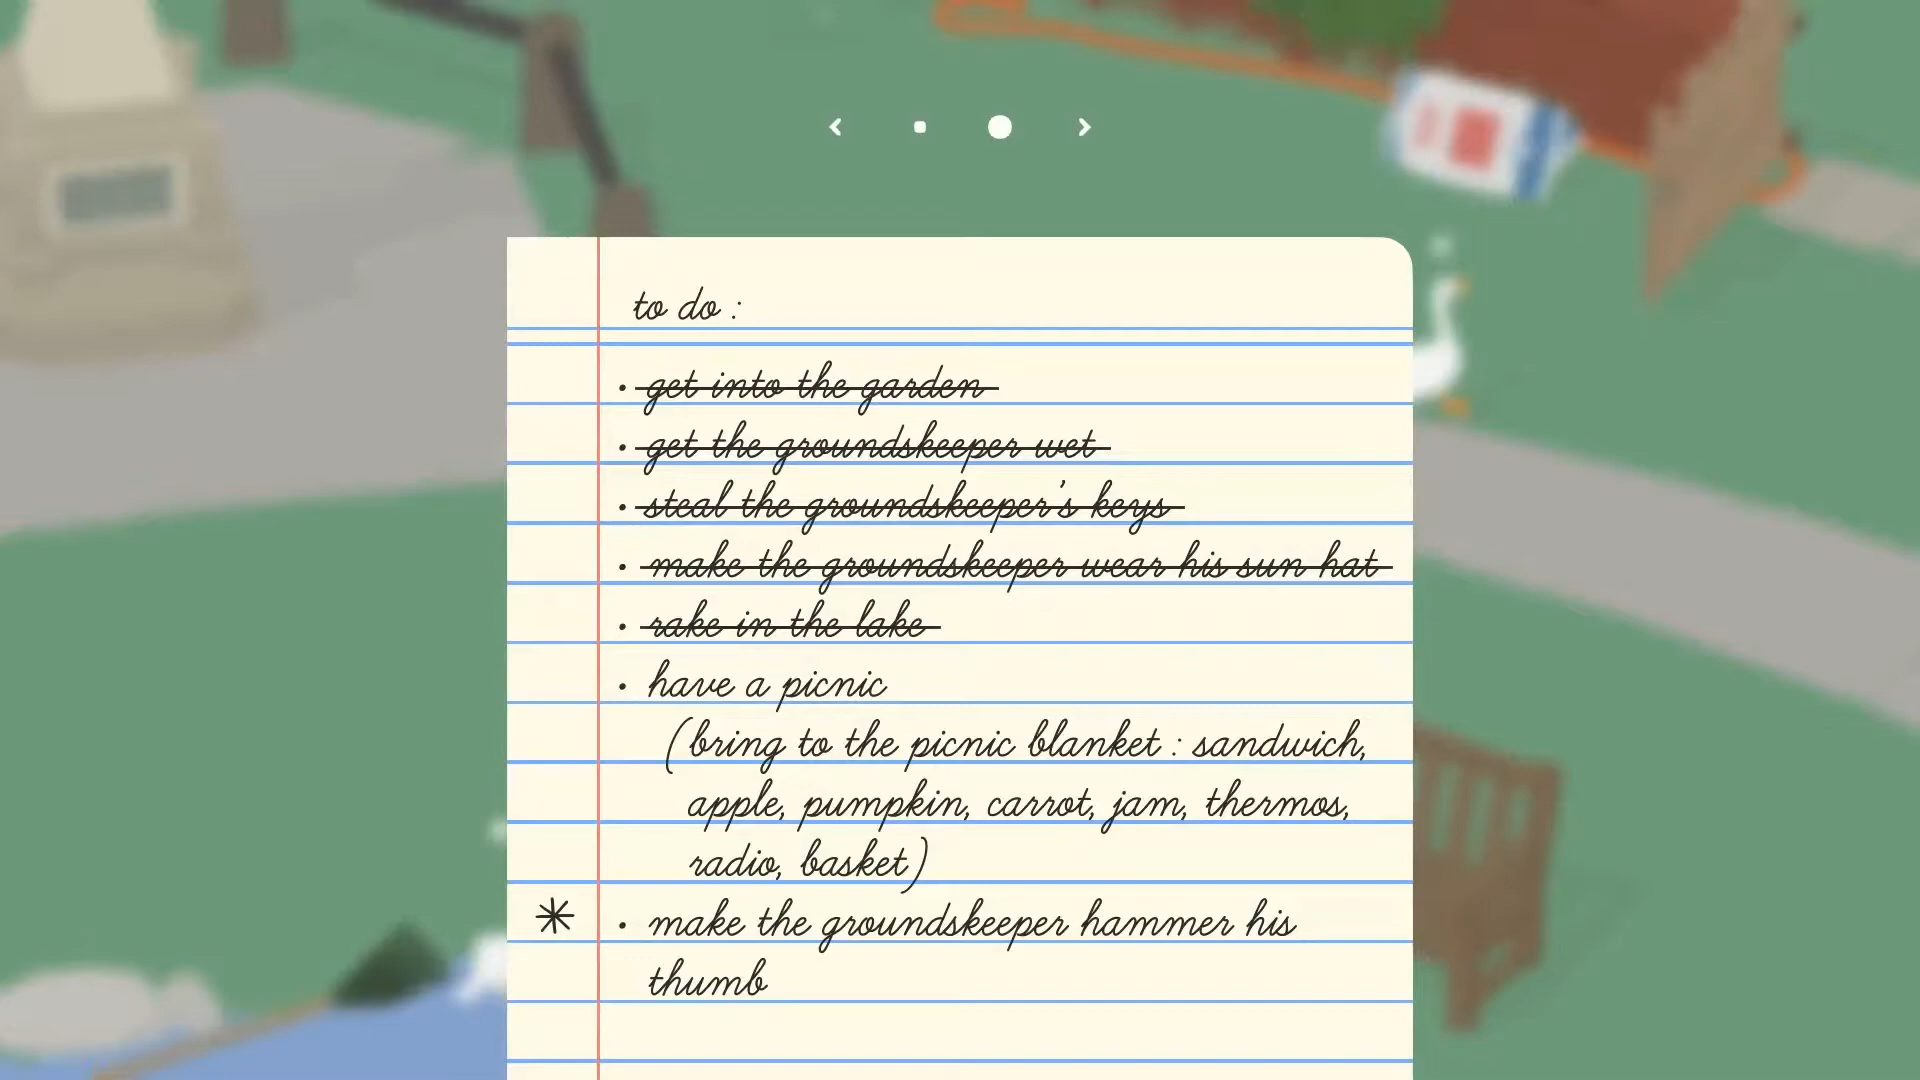 to do :
• get into the garden
• get the groundskeeper wet
• steal the groundskeeper's keys
• make the groundskeeper wear his sun hat
• rake in the lake
• have a picnic
(bring to the picnic blanket : sandwich,
apple, pumpkin, carrot, jam, thermos,
radio, basket)
* • make the groundskeeper hammer his
thumb